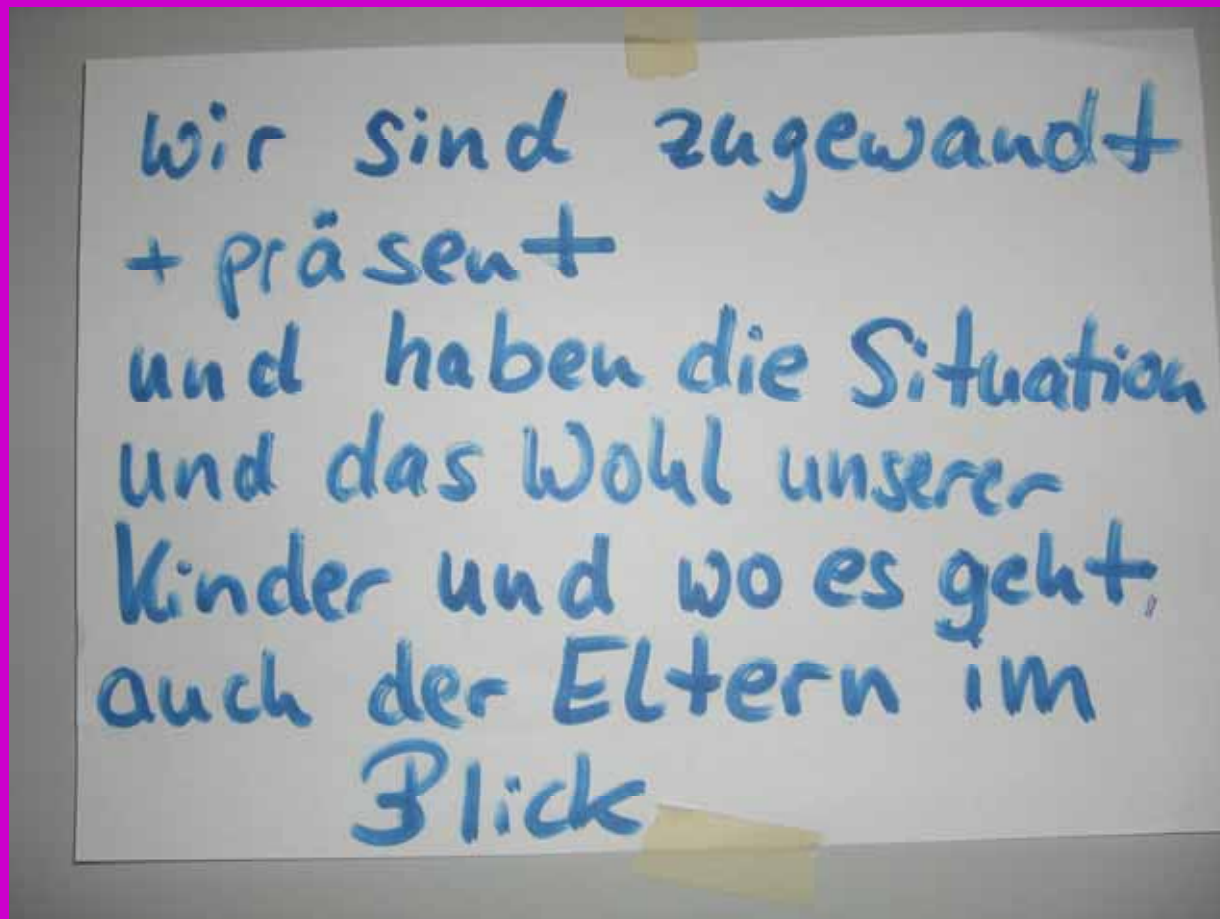 wir sind zugewandt
+ präsent
und haben die Situation
und das Wohl unserer
Kinder und wo es geht,
auch der Eltern im
Blick